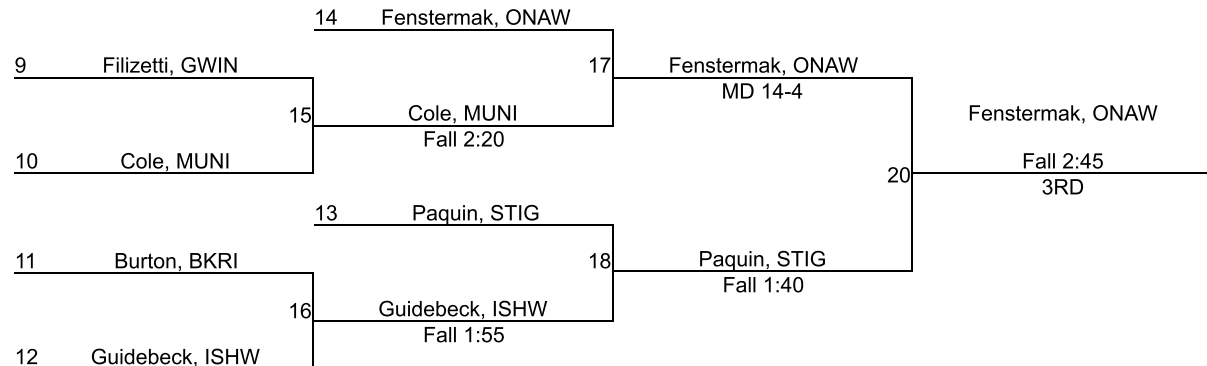 14 Fenstermak, ONAW
9 Filizetti, GWIN
17 Fenstermak, ONAW
MD 14-4
15 Cole, MUNI
Fall 2:20
Fenstermak, ONAW
10 Cole, MUNI
Fall 2:45
20
3RD
13 Paquin, STIG
11 Burton, BKRI
18 Paquin, STIG
Fall 1:40
16 Guidebeck, ISHW
Fall 1:55
12 Guidebeck, ISHW